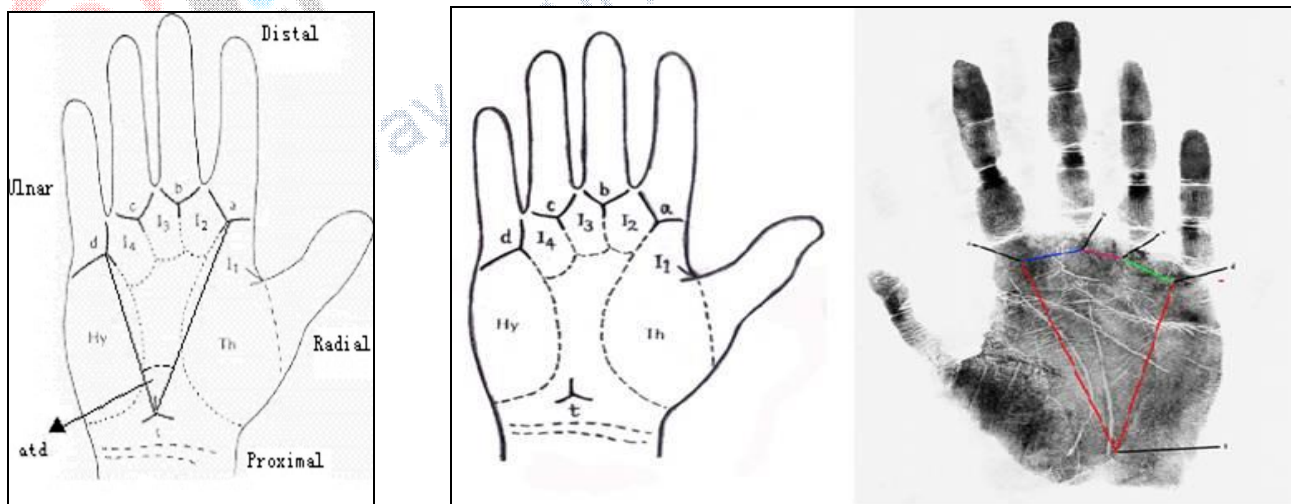 Distal
Ulnar
b
c
a
I3
I2
d
I4
I1
Hy
Th
Radial
t
atd
Proximal
b
c
a
I3
I2
d
I4
I1
Hy
Th
t